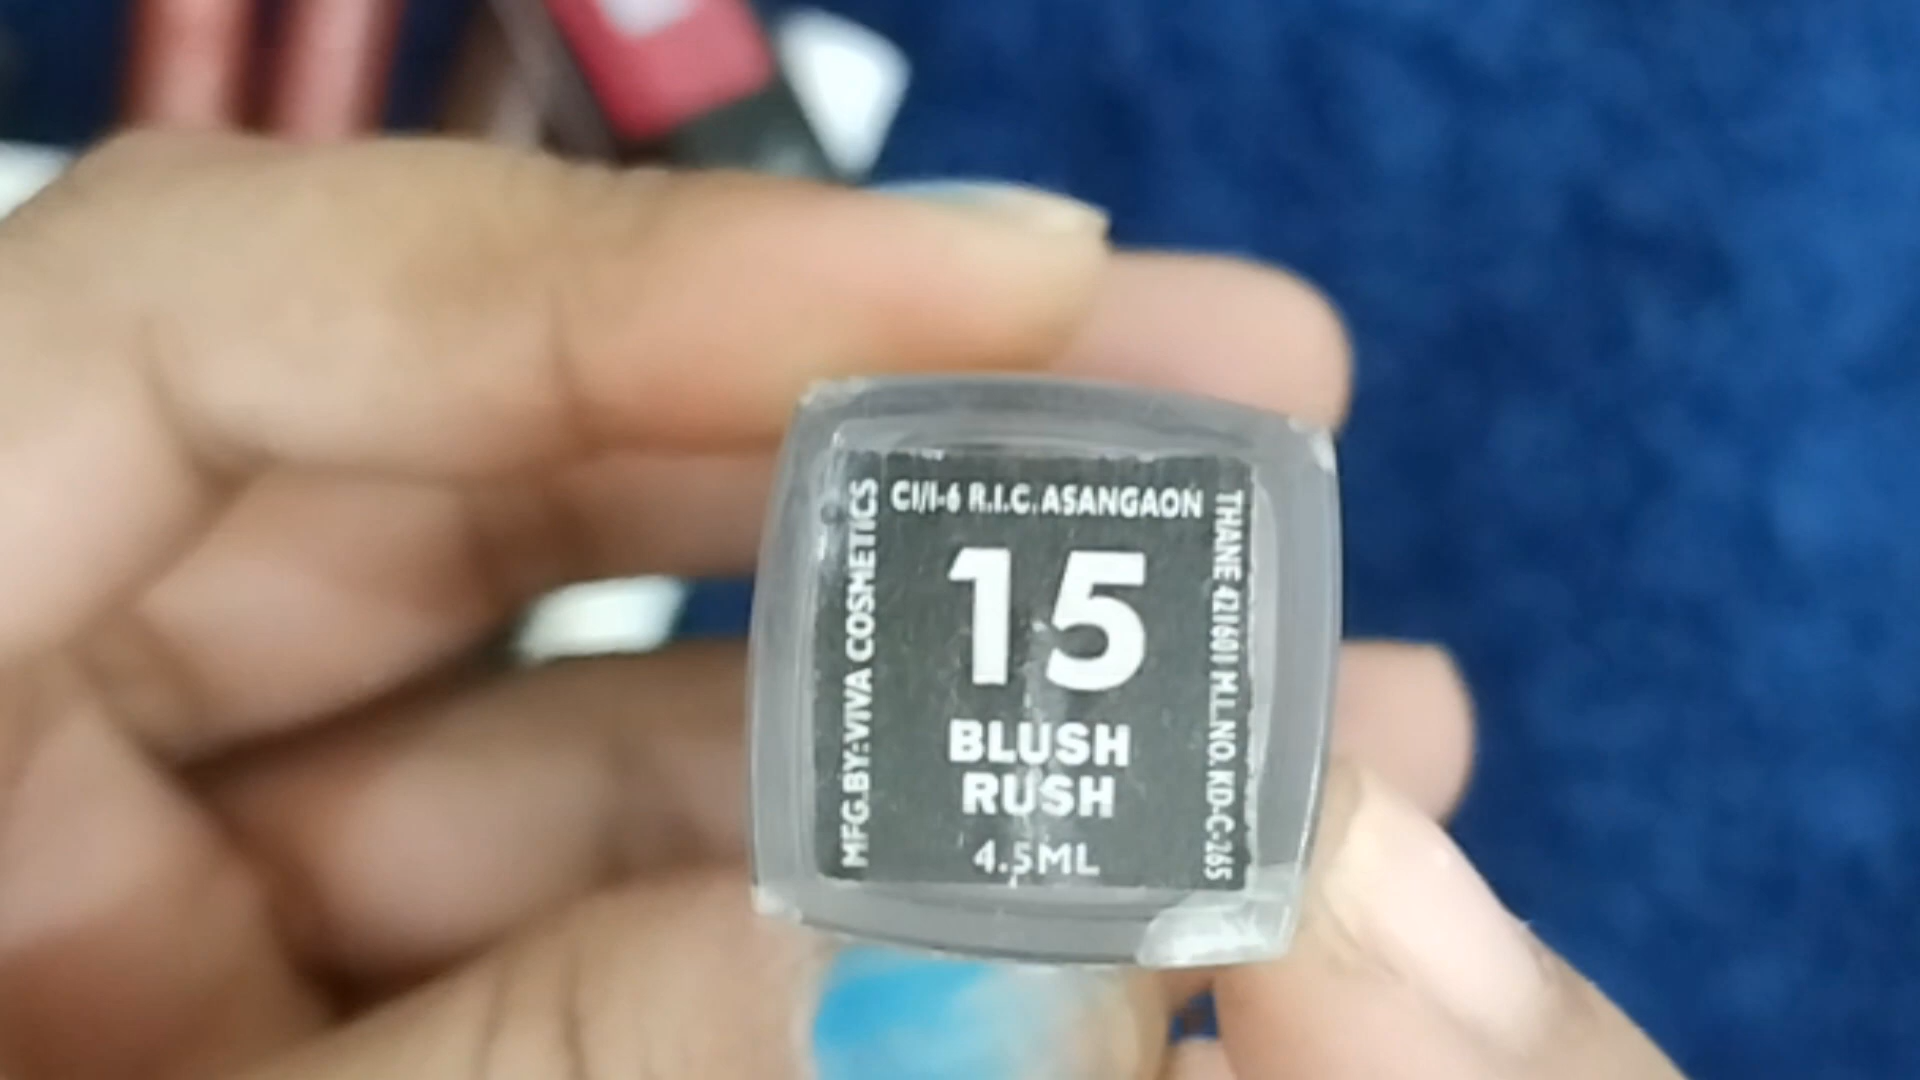 MFG.BY:VIVA COSMETICS
CI/I-6 R.I.C. ASANGAON
THANE 421601 M.L.NO. KD-C-265
15
BLUSH
RUSH
4.5ML